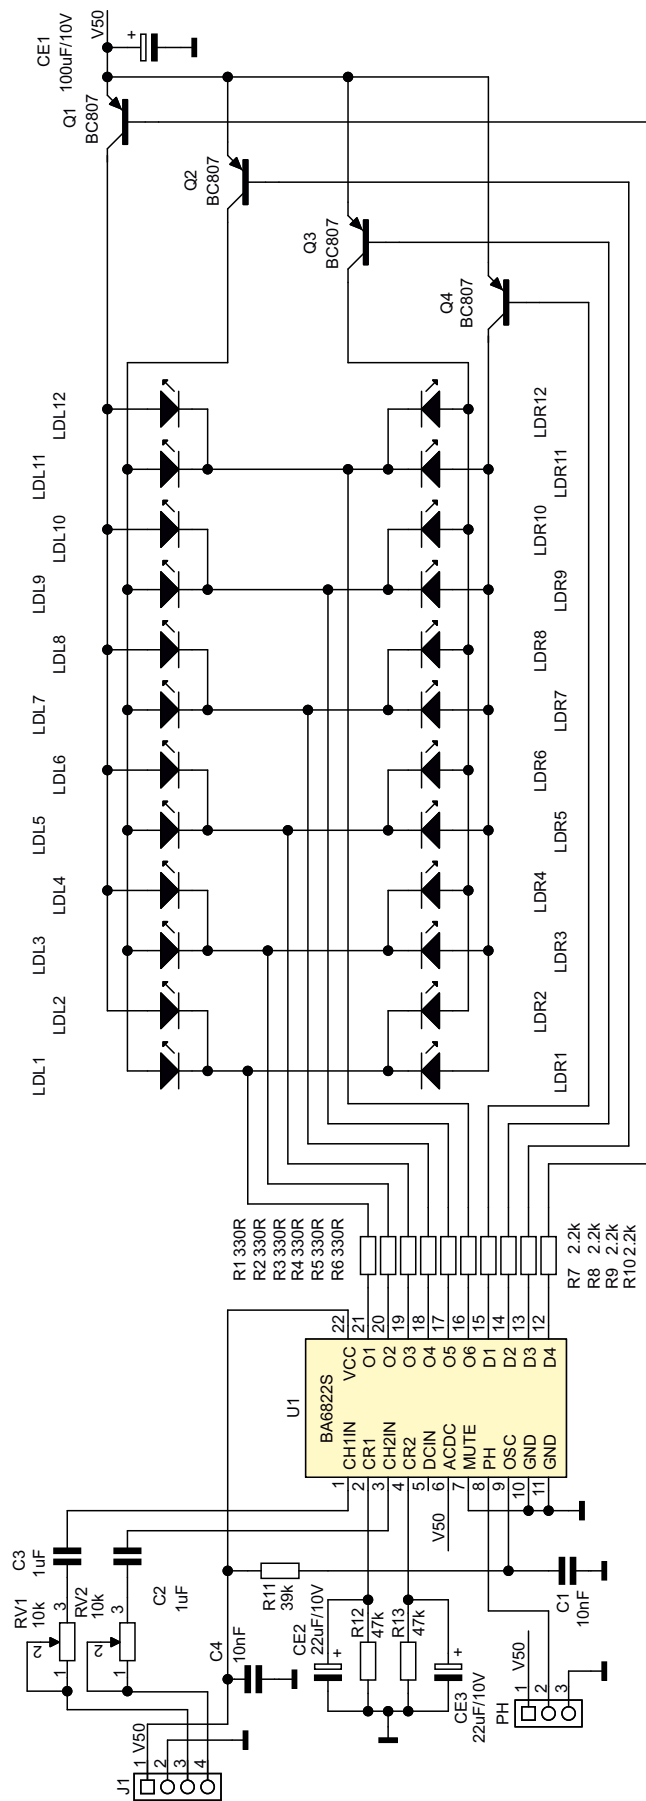 V50
CE1
100uF/10V
+
Q1
BC807
Q2
BC807
Q3
BC807
Q4
BC807
LDL12
LDL11
LDL10
LDL9
LDL8
LDL7
LDL6
LDL5
LDL4
LDL3
LDL2
LDL1
LDR12
LDR11
LDR10
LDR9
LDR8
LDR7
LDR6
LDR5
LDR4
LDR3
LDR2
LDR1
R1 330R
R2 330R
R3 330R
R4 330R
R5 330R
R6 330R
R7 2.2k
R8 2.2k
R9 2.2k
R10 2.2k
U1
BA6822S
22 VCC
21 O1
20 O2
19 O3
18 O4
17 O5
16 O6
15 D1
14 D2
13 D3
12 D4
CH1IN 1
CR1 2
CH2IN 3
CR2 4
DCIN 5
ACDC 6
MUTE 7
PH 8
OSC 9
GND 10
GND 11
V50
C3
1uF
C2
1uF
RV1
10k
1 2 3
RV2
10k
1 2 3
R11
39k
C4
10nF
CE2
22uF/10V
+
R12
47k
R13
47k
CE3
22uF/10V
+
C1
10nF
J1
1 V50
2
3
4
PH
1 V50
2
3